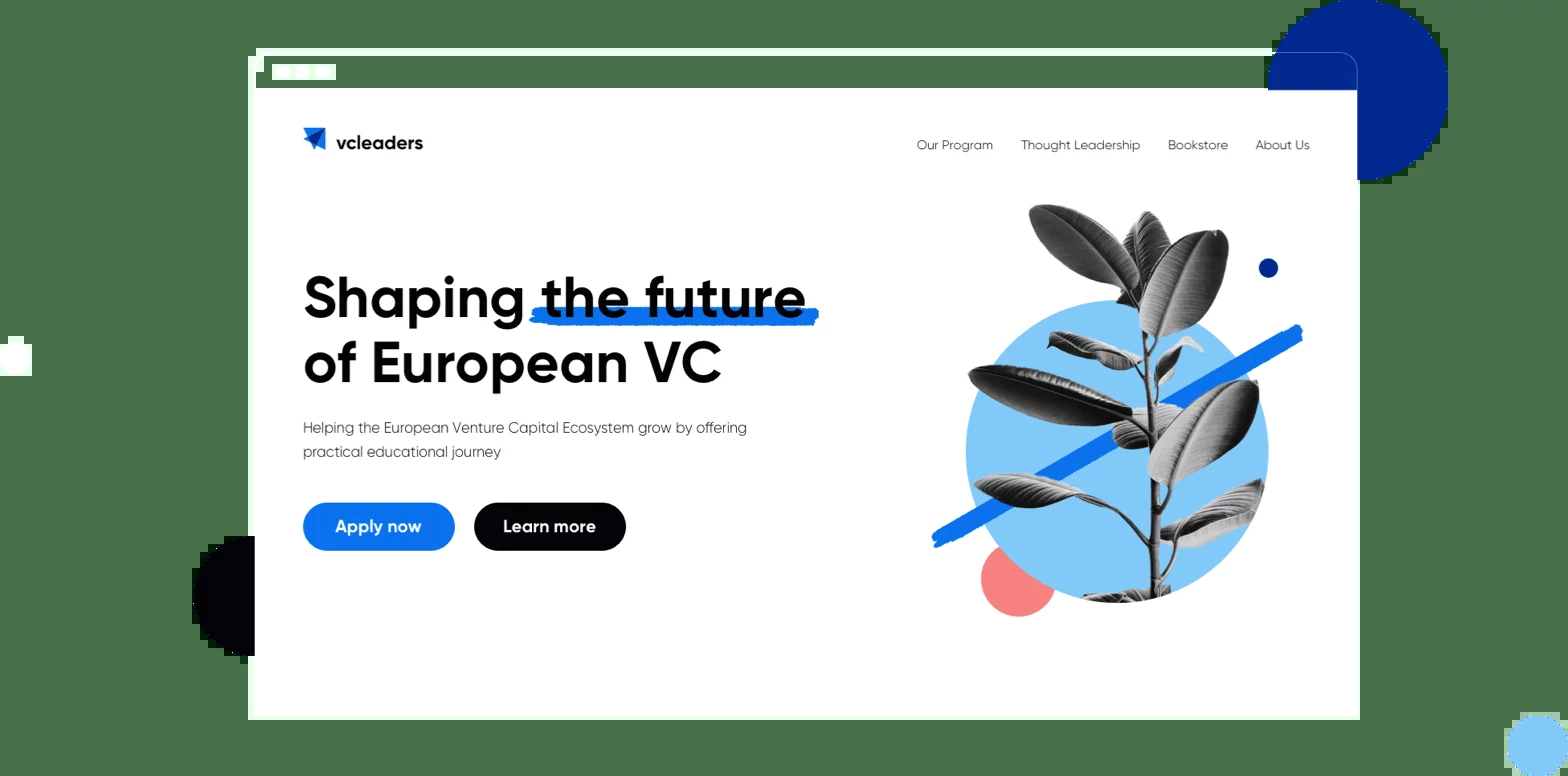 vcleaders
Our Program
Thought Leadership
Bookstore
About Us
Shaping the future
of European VC
Helping the European Venture Capital Ecosystem grow by offering
practical educational journey
Apply now
Learn more